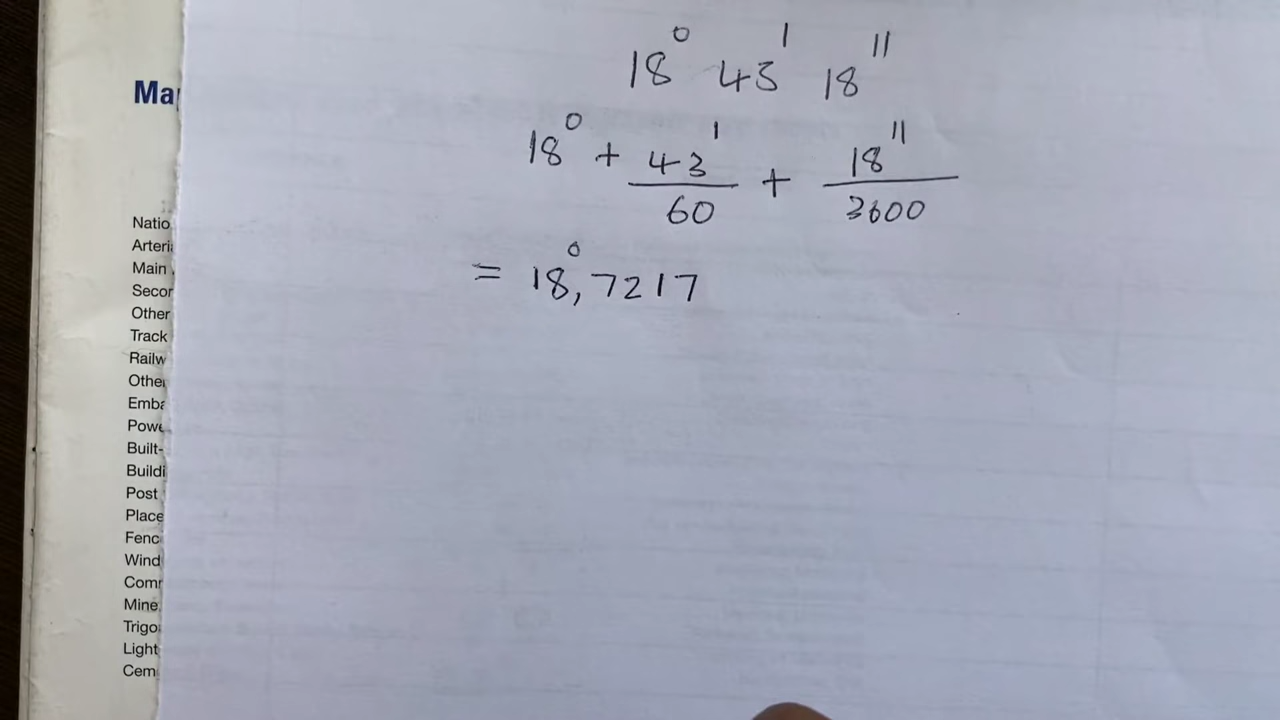 18° 43' 18"
18° + 43'/60 + 18"/3600
= 18°,7217
Ma
Natio
Arteri
Main
Secor
Other
Track
Railw
Othe
Emba
Powe
Built-
Buildi
Post
Place
Fenc
Wind
Comr
Mine
Trigo
Light
Cem